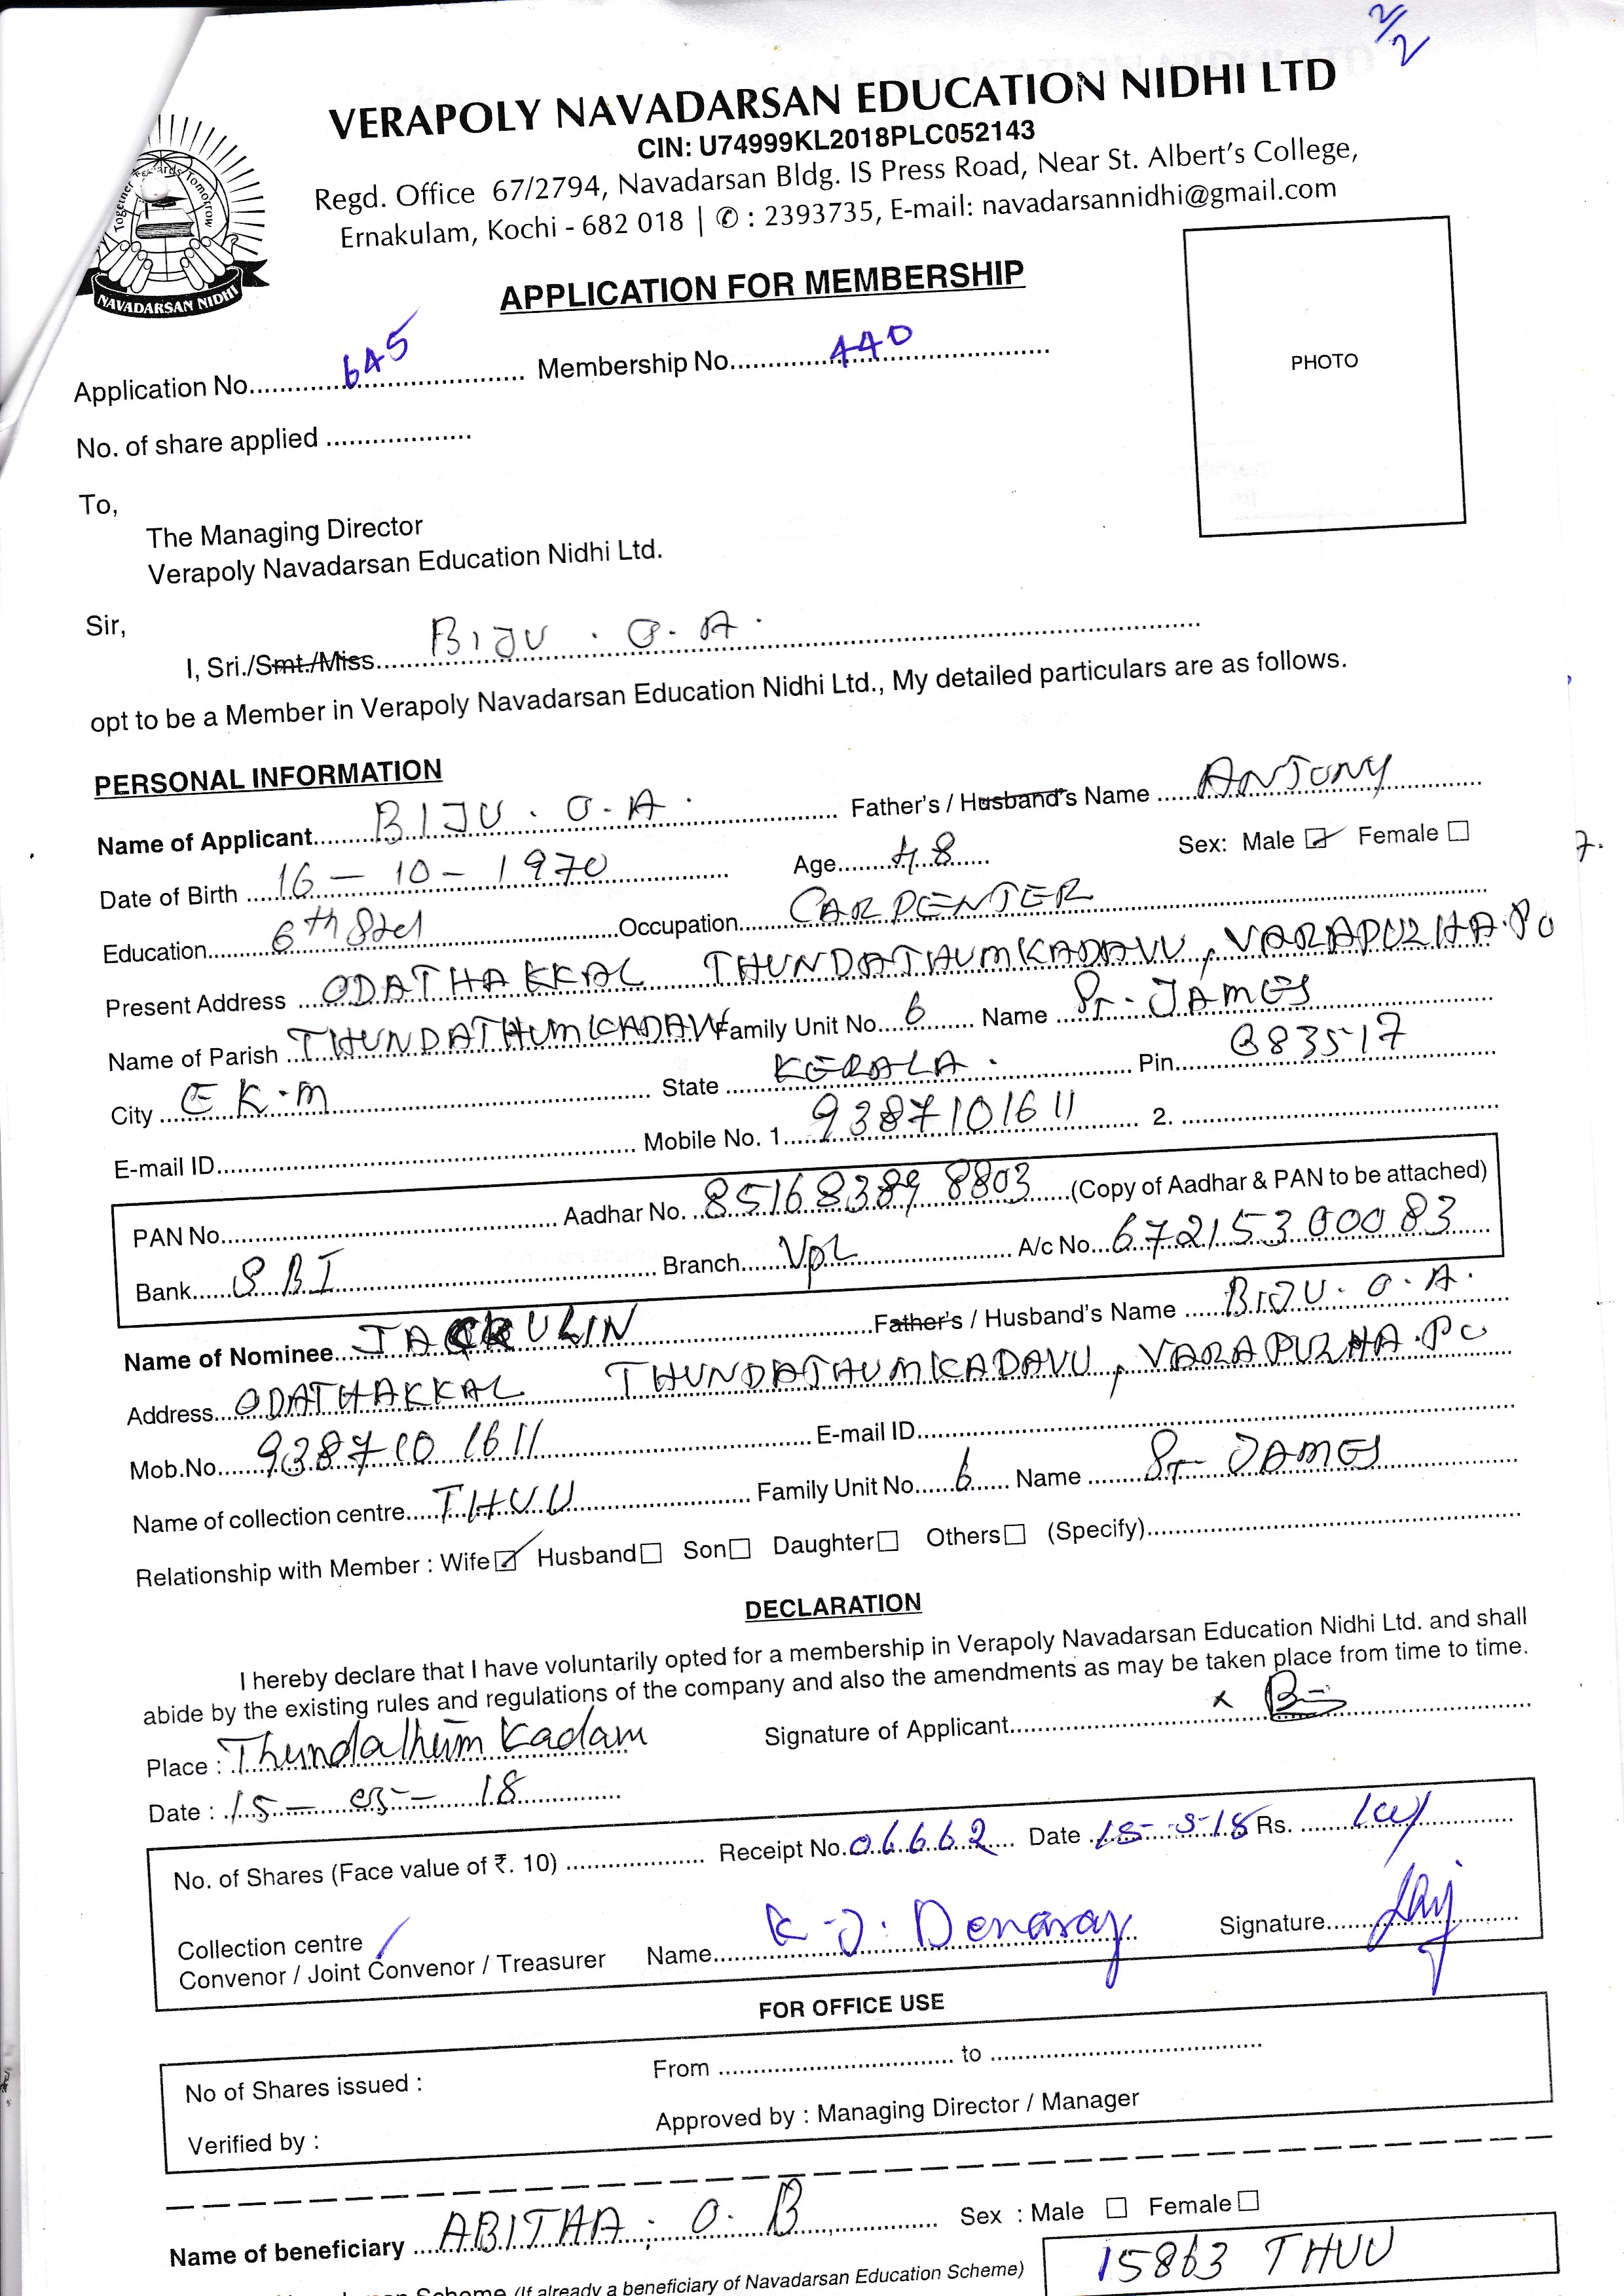 2/2
VERAPOLY NAVADARSAN EDUCATION NIDHI LTD
CIN: U74999KL2018PLC052143
Regd. Office 67/2794, Navadarsan Bldg. IS Press Road, Near St. Albert's College,
Ernakulam, Kochi - 682 018 | ✆ : 2393735, E-mail: navadarsannidhi@gmail.com
Together Towards Tomorrow
NAVADARSAN NIDHI
APPLICATION FOR MEMBERSHIP
PHOTO
Application No. 645 Membership No. 440
No. of share applied
To,
The Managing Director
Verapoly Navadarsan Education Nidhi Ltd.
Sir,
I, Sri./Smt./Miss. BIJU . O. A.
opt to be a Member in Verapoly Navadarsan Education Nidhi Ltd., My detailed particulars are as follows.
PERSONAL INFORMATION
Name of Applicant BIJU . O. A. Father's / Husband's Name ANTONY
Date of Birth 16 - 10 - 1970 Age 48 Sex: Male ☑ Female ☐
Education 6th Std Occupation CARPENTER
Present Address ODATHAKKAL THUNDATHUMKADAVU, VARAPUZHA.PO
Name of Parish THUNDATHUMKADAVU Family Unit No. 6 Name ST. JAMES
City EK.M State KERALA. Pin 683517
E-mail ID Mobile No. 1. 9387101611 2.
PAN No. Aadhar No. 8516 8389 8803 (Copy of Aadhar & PAN to be attached)
Bank SBI Branch VPL A/c No. 67215300083
Name of Nominee JACKULIN Father's / Husband's Name BIJU. O. A.
Address ODATHAKKAL THUNDATHUMKADAVU, VARAPUZHA.PO
Mob.No. 9387101611 E-mail ID
Name of collection centre THUU Family Unit No. 6 Name ST JAMES
Relationship with Member : Wife ☑ Husband ☐ Son ☐ Daughter ☐ Others ☐ (Specify)
DECLARATION
I hereby declare that I have voluntarily opted for a membership in Verapoly Navadarsan Education Nidhi Ltd. and shall
abide by the existing rules and regulations of the company and also the amendments as may be taken place from time to time.
Place : Thundathum Kadavu Signature of Applicant x
Date : 15 - 05 - 18
No. of Shares (Face value of ₹. 10) Receipt No. 06662 Date 15-5-18 Rs. 10/
Collection centre
Convenor / Joint Convenor / Treasurer Name K.J. Signature
FOR OFFICE USE
No of Shares issued : From to
Verified by : Approved by : Managing Director / Manager
Name of beneficiary ABITHA. O. B Sex : Male ☐ Female ☐
(If already a beneficiary of Navadarsan Education Scheme) 15863 THUU